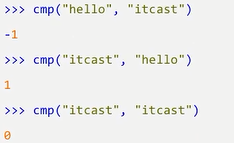 >>> cmp("hello", "itcast")
-1
>>> cmp("itcast", "hello")
1
>>> cmp("itcast", "itcast")
0